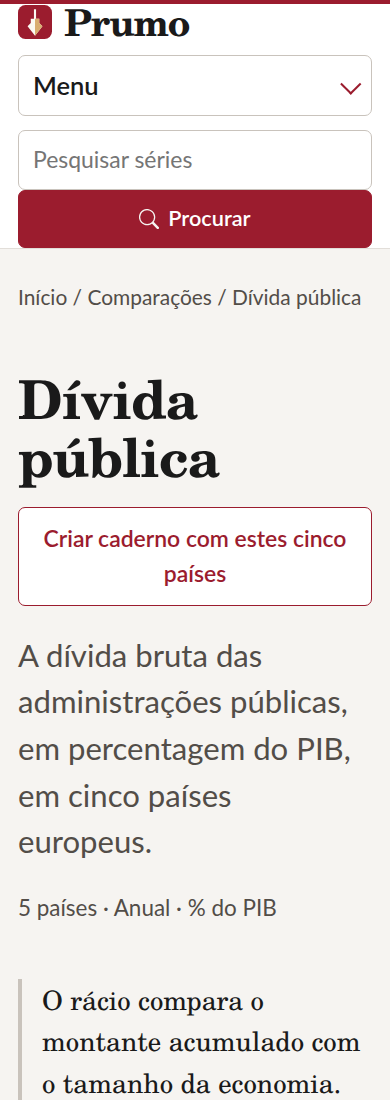 Prumo
Menu
Pesquisar séries
Procurar
Início / Comparações / Dívida pública
Dívida
pública
Criar caderno com estes cinco
países
A dívida bruta das
administrações públicas,
em percentagem do PIB,
em cinco países
europeus.
5 países · Anual · % do PIB
O rácio compara o
montante acumulado com
o tamanho da economia.